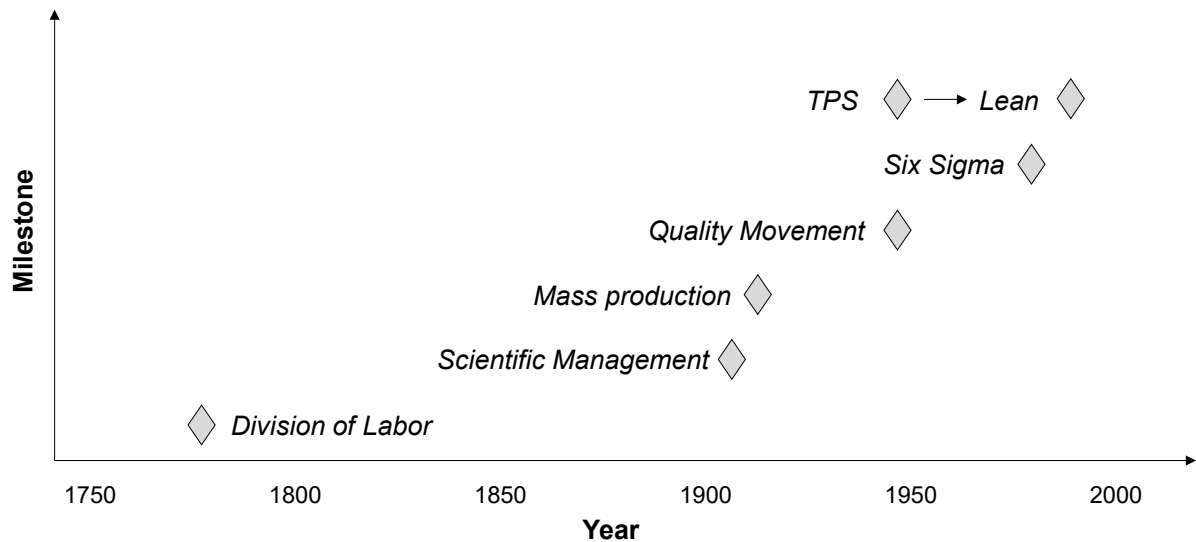 TPS
Lean
Six Sigma
Quality Movement
Mass production
Scientific Management
Division of Labor
Milestone
1750 1800 1850 1900 1950 2000
Year